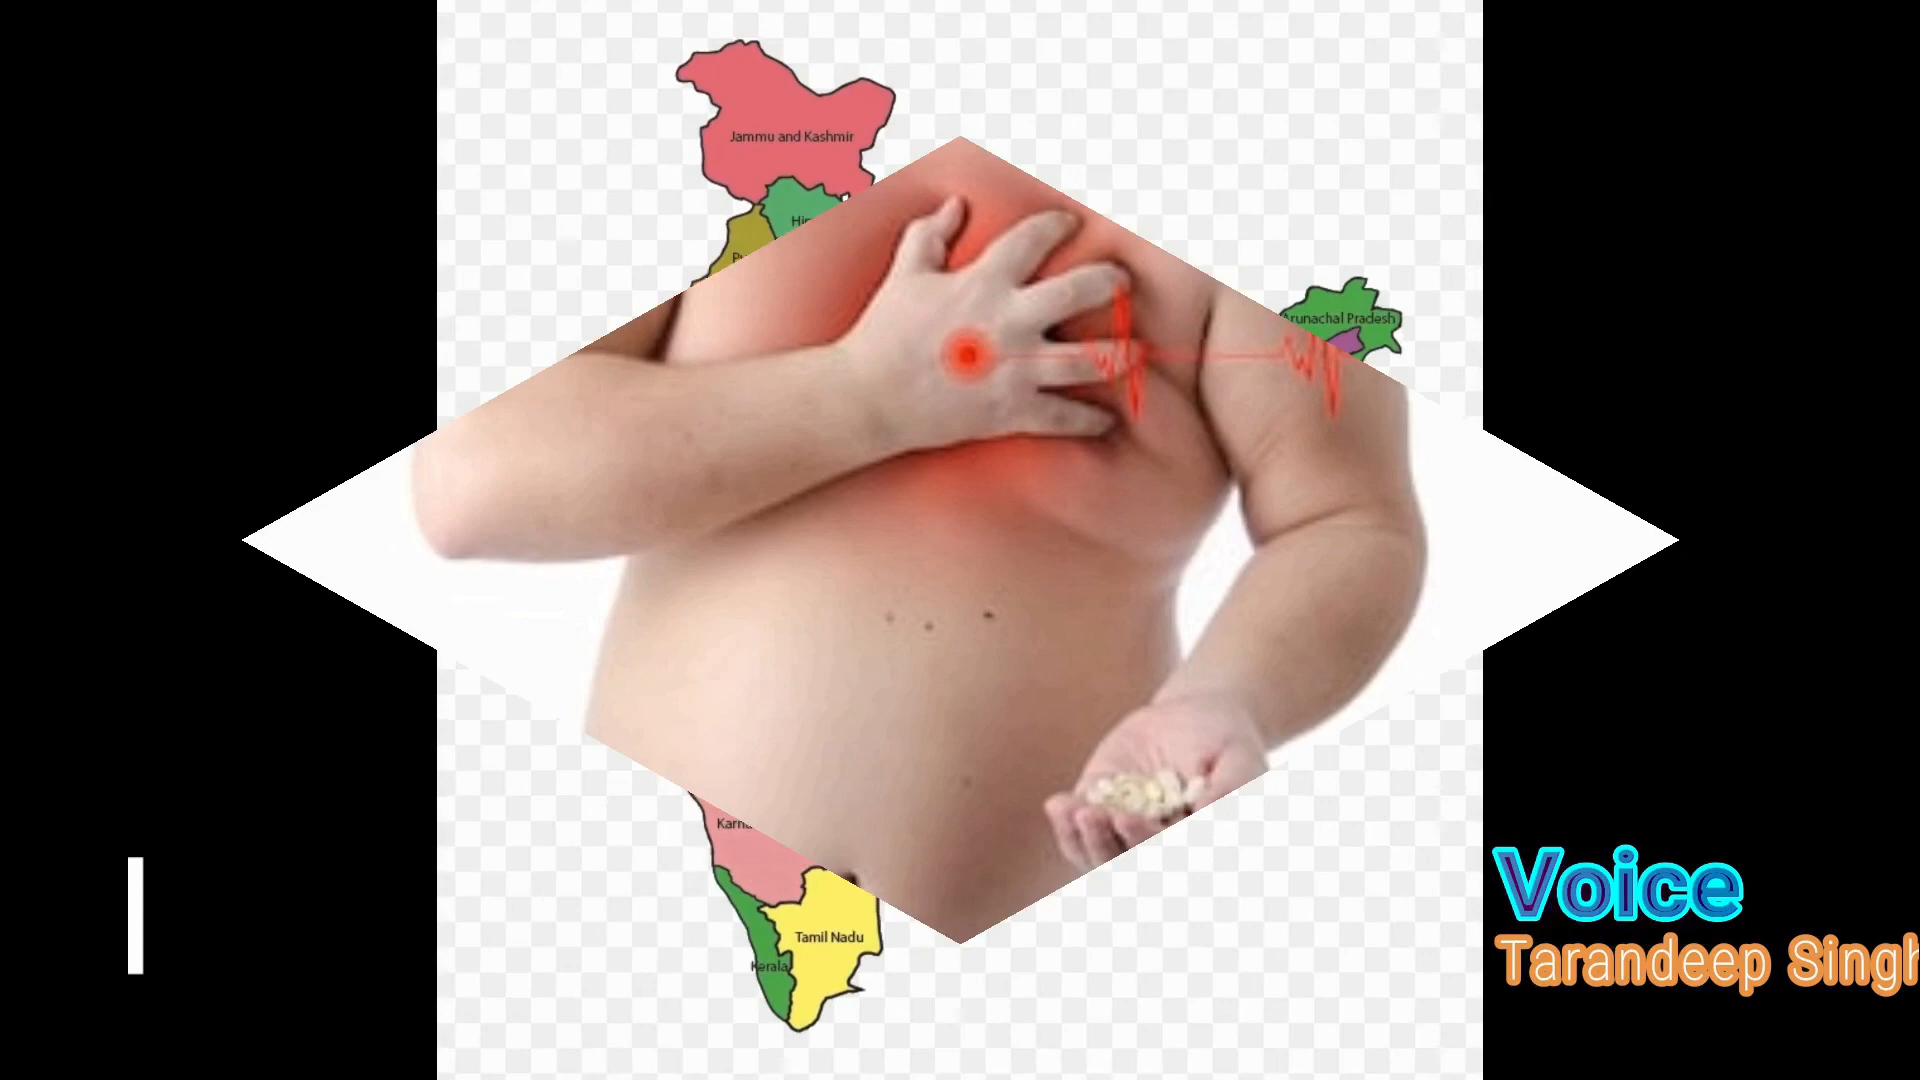 Jammu and Kashmir
Arunachal Pradesh
Tamil Nadu
Kerala
Voice
Tarandeep Singh